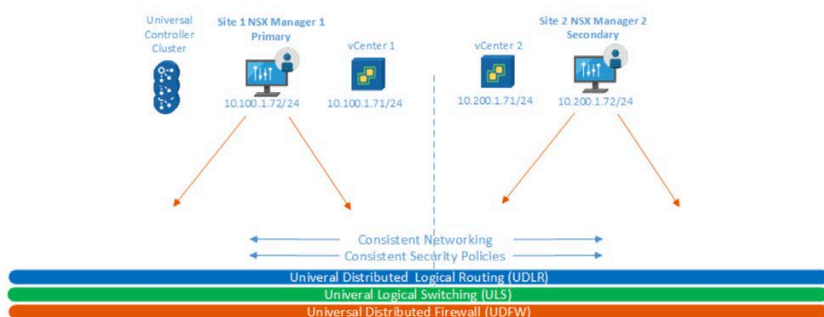 Universal
Controller
Cluster
Site 1 NSX Manager 1
Primary
vCenter 1
vCenter 2
Site 2 NSX Manager 2
Secondary
10.100.1.72/24
10.100.1.71/24
10.200.1.71/24
10.200.1.72/24
Consistent Networking
Consistent Security Policies
Univeral Distributed Logical Routing (UDLR)
Univeral Logical Switching (ULS)
Universal Distributed Firewall (UDFW)